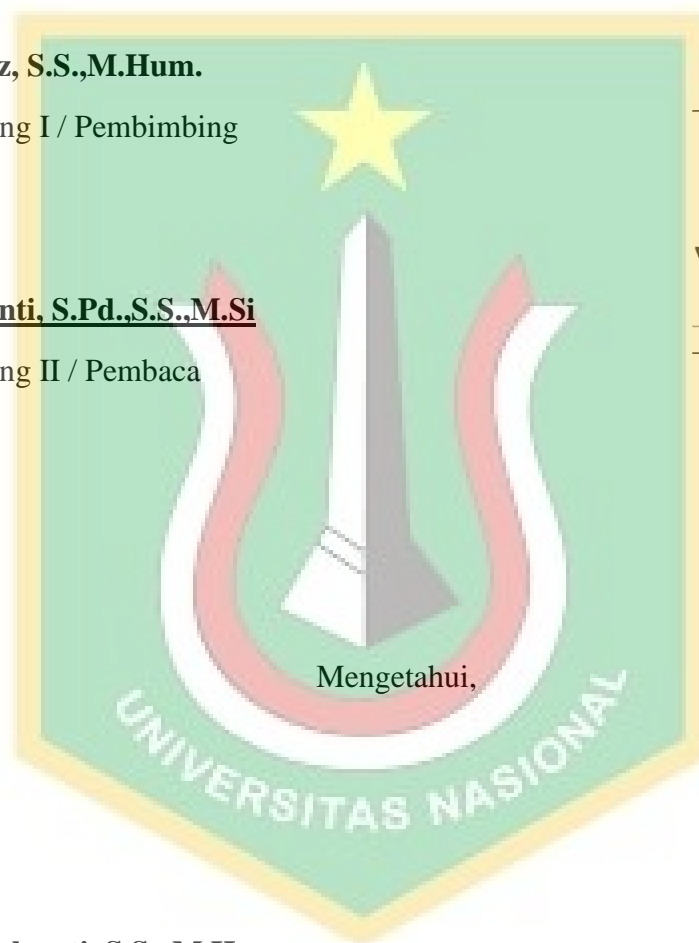 z, S.S.,M.Hum.
ng I / Pembimbing
nti, S.Pd.,S.S.,M.Si
ng II / Pembaca
Mengetahui,
UNIVERSITAS NASIONAL